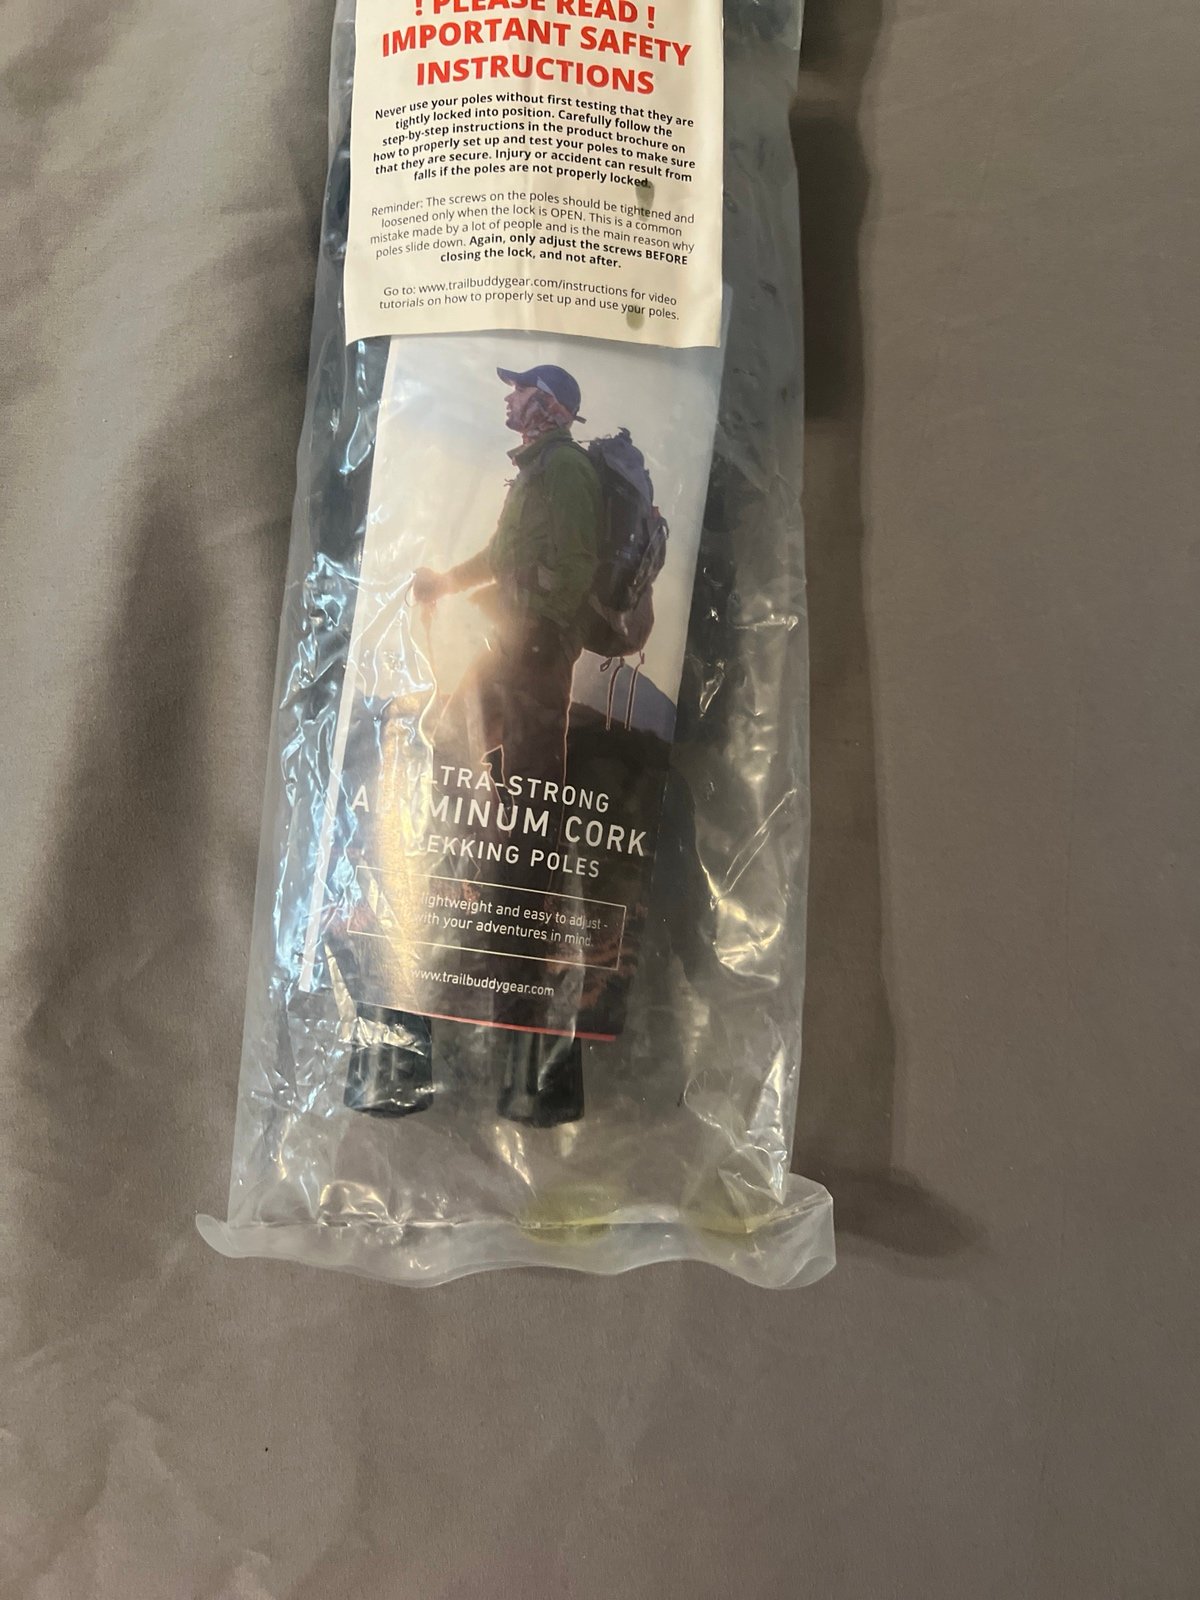 ! PLEASE READ !
IMPORTANT SAFETY
INSTRUCTIONS
Never use your poles without first testing that they are
tightly locked into position. Carefully follow the
step-by-step instructions in the product brochure on
how to properly set up and test your poles to make sure
that they are secure. Injury or accident can result from
falls if the poles are not properly locked.
Reminder: The screws on the poles should be tightened and
loosened only when the lock is OPEN. This is a common
mistake made by a lot of people and is the main reason why
poles slide down. Again, only adjust the screws BEFORE
closing the lock, and not after.
Go to: www.trailbuddygear.com/instructions for video
tutorials on how to properly set up and use your poles.
ULTRA-STRONG
ALUMINUM CORK
TREKKING POLES
lightweight and easy to adjust -
with your adventures in mind.
www.trailbuddygear.com